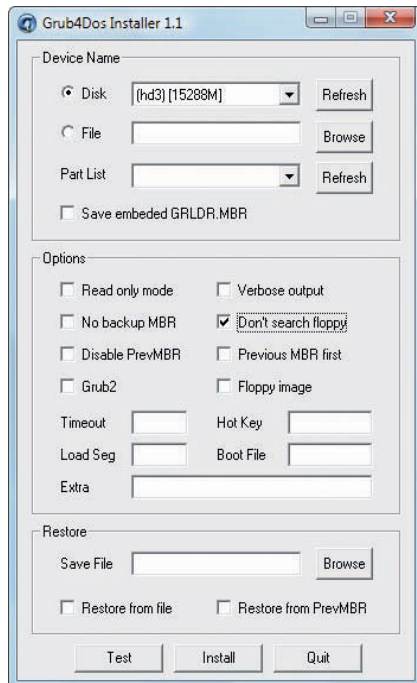 Grub4Dos Installer 1.1
Device Name
Disk (hd3) [15288M] Refresh
File Browse
Part List Refresh
Save embeded GRLDR.MBR
Options
Read only mode Verbose output
No backup MBR Don't search floppy
Disable PrevMBR Previous MBR first
Grub2 Floppy image
Timeout Hot Key
Load Seg Boot File
Extra
Restore
Save File Browse
Restore from file Restore from PrevMBR
Test Install Quit